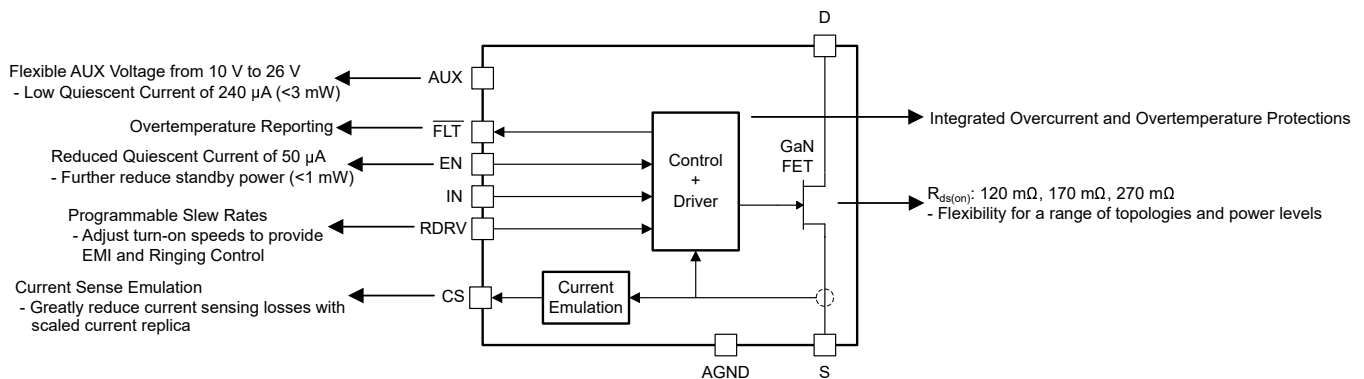 D
Flexible AUX Voltage from 10 V to 26 V
- Low Quiescent Current of 240 µA (<3 mW)
AUX
Overtemperature Reporting
FLT
Reduced Quiescent Current of 50 µA
- Further reduce standby power (<1 mW)
EN
IN
Programmable Slew Rates
- Adjust turn-on speeds to provide
EMI and Ringing Control
RDRV
Current Sense Emulation
- Greatly reduce current sensing losses with
scaled current replica
CS
Control
+
Driver
Current
Emulation
GaN
FET
Integrated Overcurrent and Overtemperature Protections
Rds(on): 120 mΩ, 170 mΩ, 270 mΩ
- Flexibility for a range of topologies and power levels
AGND
S